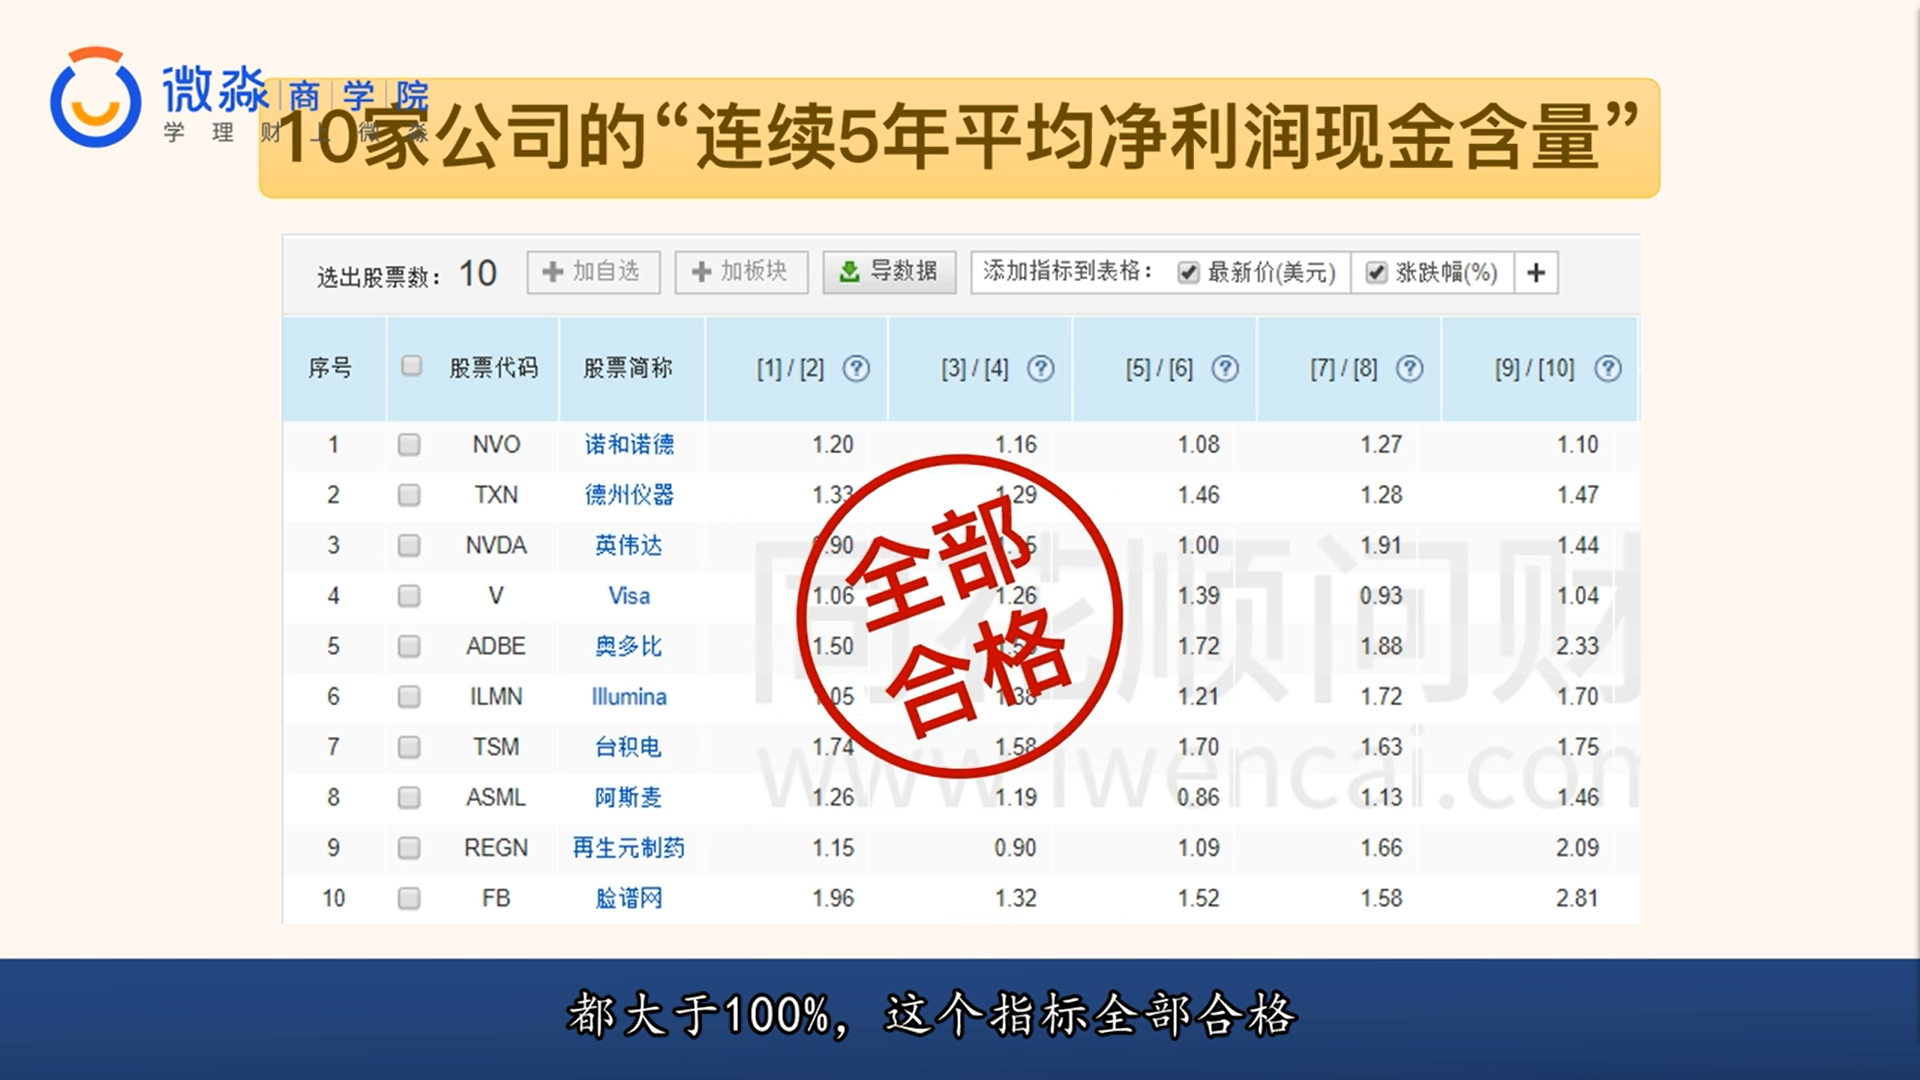 微淼商学院
学理财上微淼
10家公司的“连续5年平均净利润现金含量”
选出股票数：10 加自选 加板块 导数据 添加指标到表格： 最新价(美元) 涨跌幅(%) +
序号 股票代码 股票简称 [1] / [2] [3] / [4] [5] / [6] [7] / [8] [9] / [10]
1 NVO 诺和诺德 1.20 1.16 1.08 1.27 1.10
2 TXN 德州仪器 1.33 1.29 1.46 1.28 1.47
3 NVDA 英伟达 0.90 1.00 1.91 1.44
4 V Visa 1.06 1.26 1.39 0.93 1.04
5 ADBE 奥多比 1.50 1.72 1.88 2.33
6 ILMN Illumina 1.05 1.38 1.21 1.72 1.70
7 TSM 台积电 1.74 1.58 1.70 1.63 1.75
8 ASML 阿斯麦 1.26 1.19 0.86 1.13 1.46
9 REGN 再生元制药 1.15 0.90 1.09 1.66 2.09
10 FB 脸谱网 1.96 1.32 1.52 1.58 2.81
全部
合格
同花顺问财
www.iwencai.com
都大于100%，这个指标全部合格